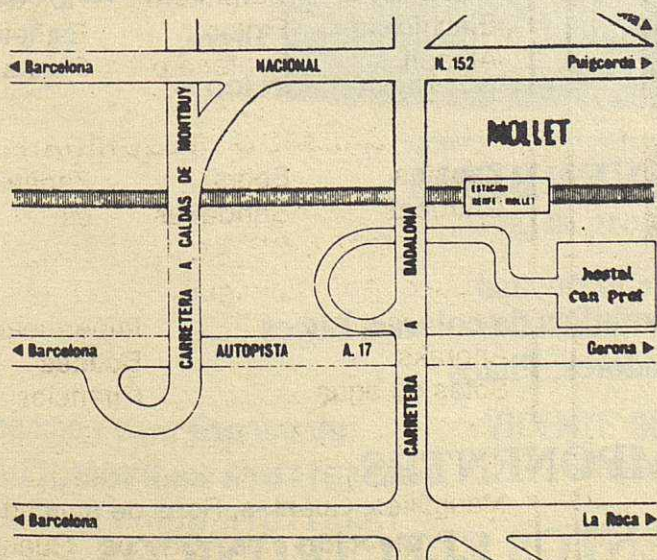 ◄ Barcelona NACIONAL N. 152 Puigcerdá ►
MOLLET
CARRETERA A CALDAS DE MONTBUY
ESTACION
RENFE - MOLLET
CARRETERA A BADALONA
hostal
can prat
◄ Barcelona AUTOPISTA A. 17 Gerona ►
◄ Barcelona La Roca ►